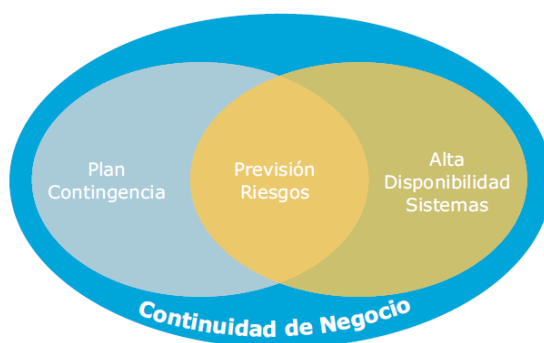 Plan
Contingencia
Previsión
Riesgos
Alta
Disponibilidad
Sistemas
Continuidad de Negocio